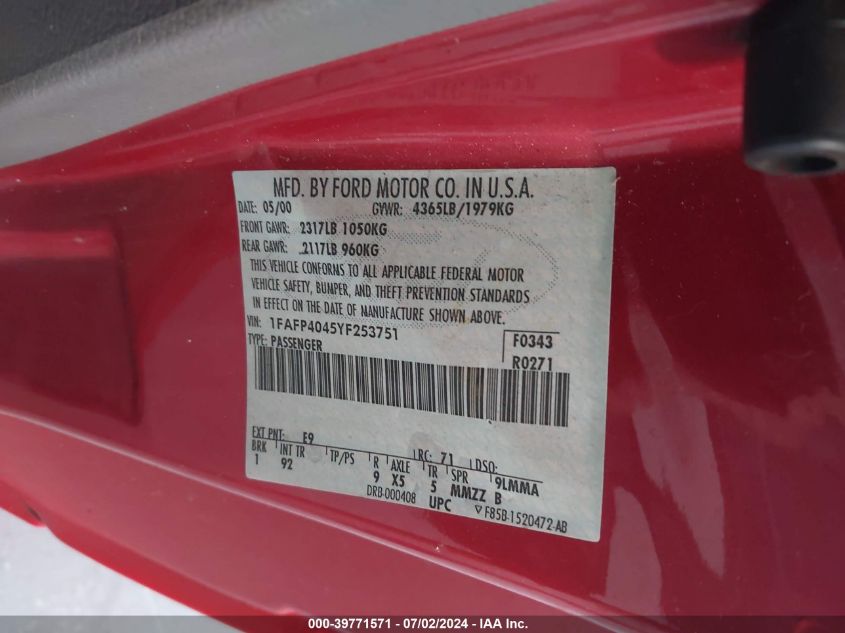 MFD. BY FORD MOTOR CO. IN U.S.A.
DATE: 05/00 GVWR: 4365LB/1979KG
FRONT GAWR: 2317LB 1050KG
REAR GAWR: 2117LB 960KG
THIS VEHICLE CONFORMS TO ALL APPLICABLE FEDERAL MOTOR
VEHICLE SAFETY, BUMPER, AND THEFT PREVENTION STANDARDS
IN EFFECT ON THE DATE OF MANUFACTURE SHOWN ABOVE.
VIN: 1FAFP4045YF253751
TYPE: PASSENGER
F0343
R0271
EXT PNT: E9 RC: 71 DSO:
BRK INT TR TP/PS R AXLE TR SPR 9LMMA
1 92 9 X5 5 MMZZ B
DRB-000408 UPC ▽F85B-1520472-AB
000-39771571 / 07/02/2024 - IAA Inc.